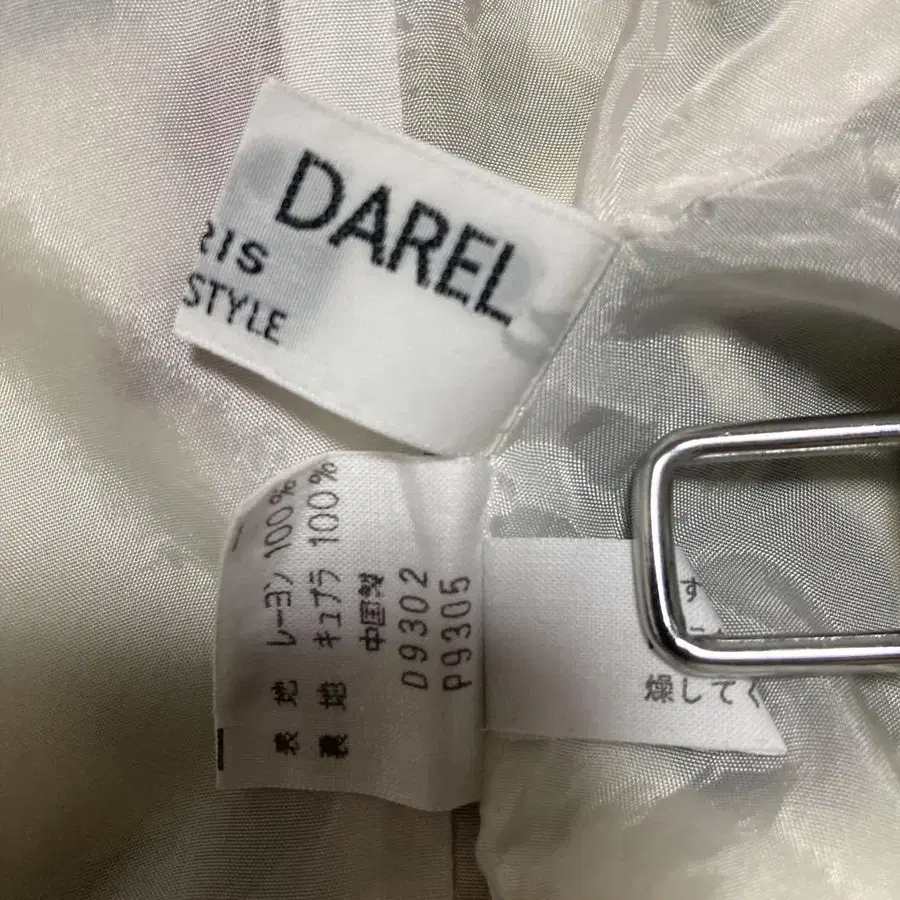 DAREL
RIS
STYLE
表地 レーヨン 100%
裏地 キュプラ 100%
中国製
D9302
P9305
す
燥してく